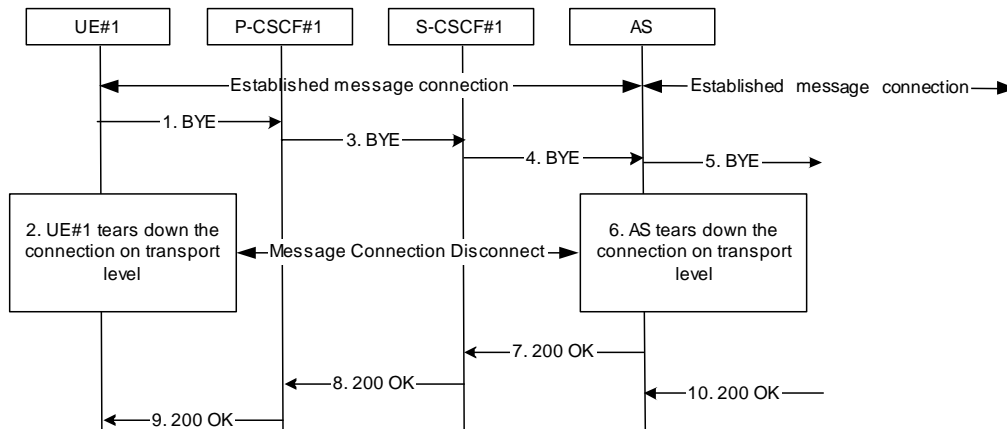 UE#1
P-CSCF#1
S-CSCF#1
AS
Established message connection
Established message connection
1. BYE
3. BYE
4. BYE
5. BYE
2. UE#1 tears down the
connection on transport
level
Message Connection Disconnect
6. AS tears down the
connection on transport
level
7. 200 OK
8. 200 OK
10. 200 OK
9. 200 OK